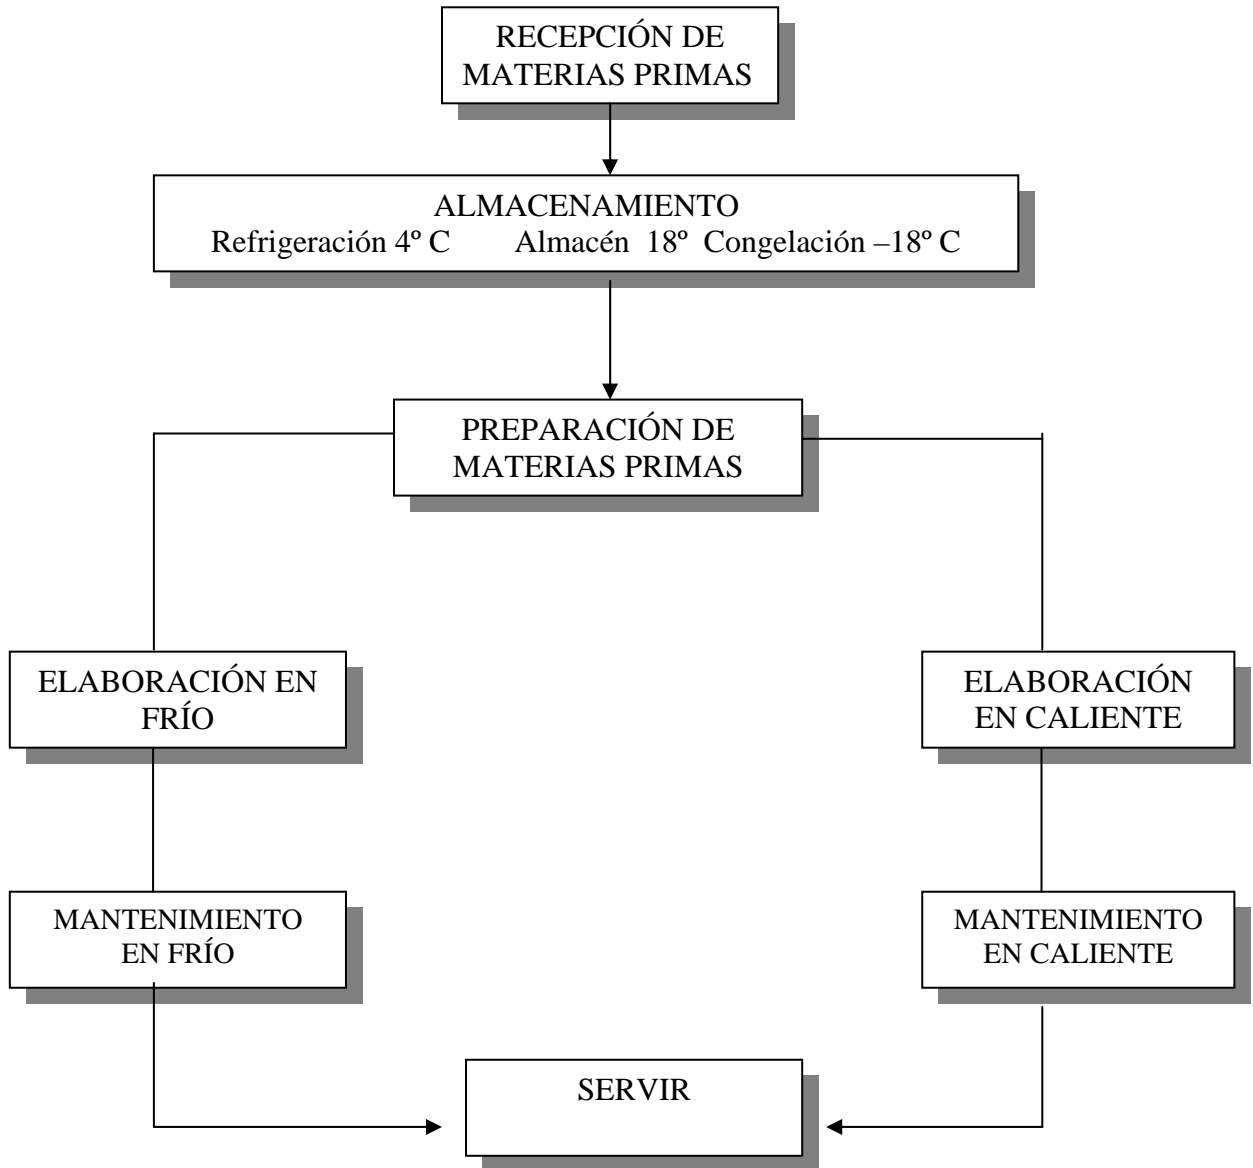 RECEPCIÓN DE
MATERIAS PRIMAS
ALMACENAMIENTO
Refrigeración 4º C Almacén 18º Congelación –18º C
PREPARACIÓN DE
MATERIAS PRIMAS
ELABORACIÓN EN
FRÍO
ELABORACIÓN
EN CALIENTE
MANTENIMIENTO
EN FRÍO
MANTENIMIENTO
EN CALIENTE
SERVIR